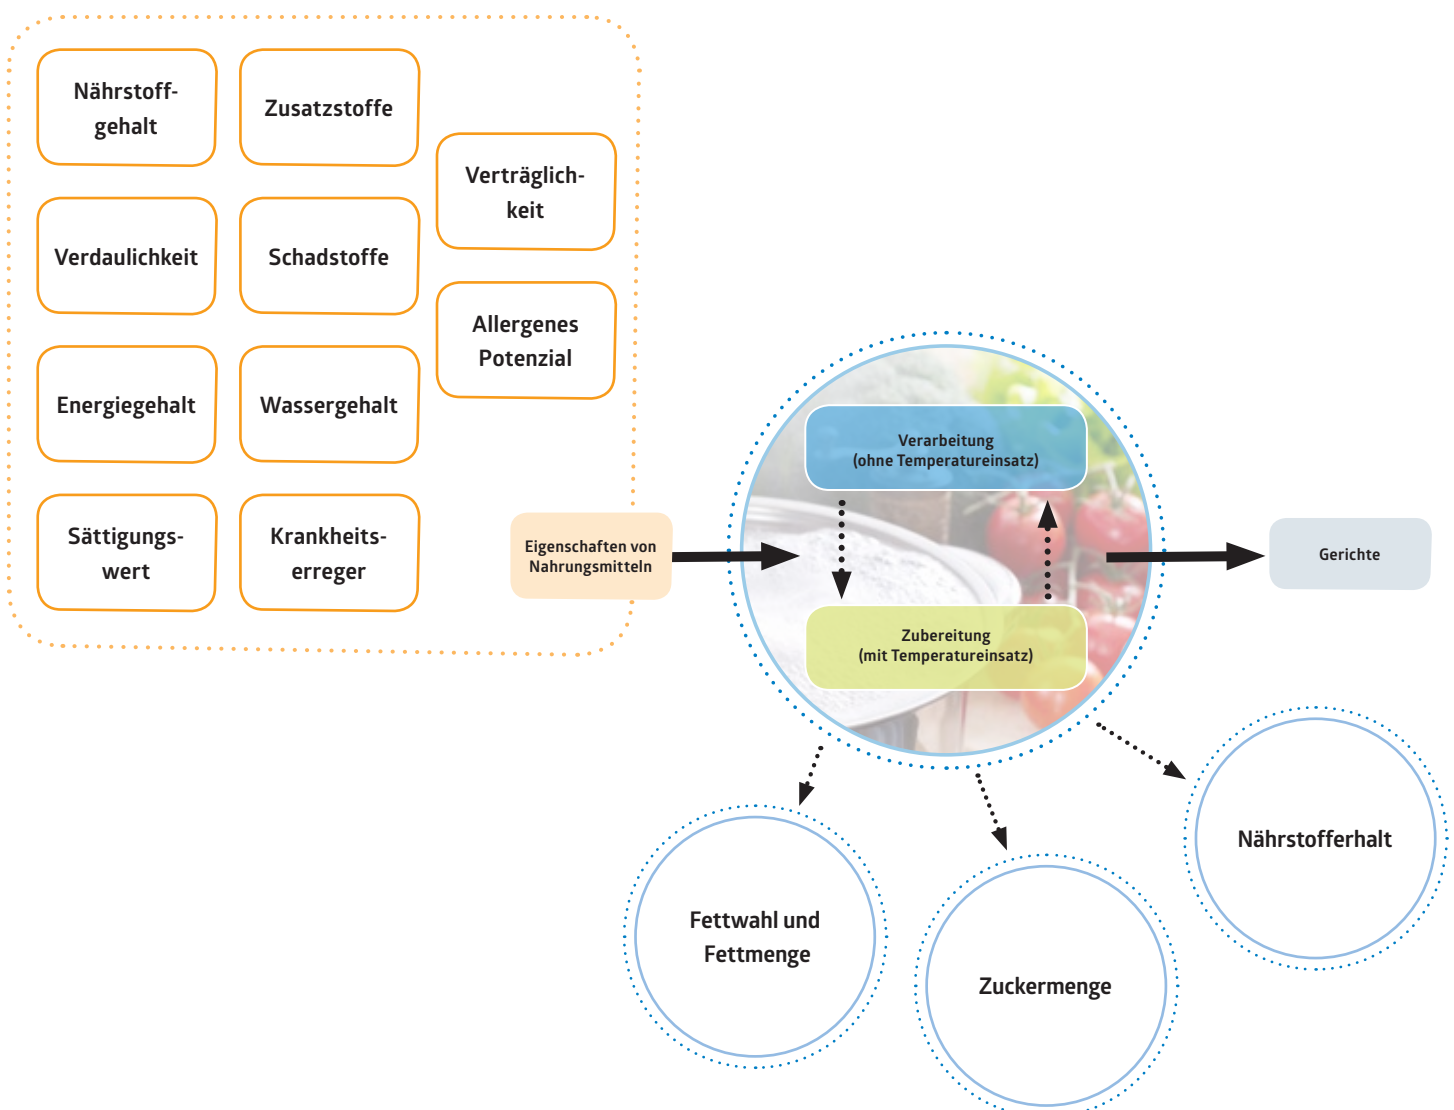 Nährstoff-
gehalt
Zusatzstoffe
Verträglich-
keit
Verdaulichkeit
Schadstoffe
Allergenes
Potenzial
Energiegehalt
Wassergehalt
Sättigungs-
wert
Krankheits-
erreger
Eigenschaften von
Nahrungsmitteln
Verarbeitung
(ohne Temperatureinsatz)
Zubereitung
(mit Temperatureinsatz)
Gerichte
Fettwahl und
Fettmenge
Zuckermenge
Nährstofferhalt